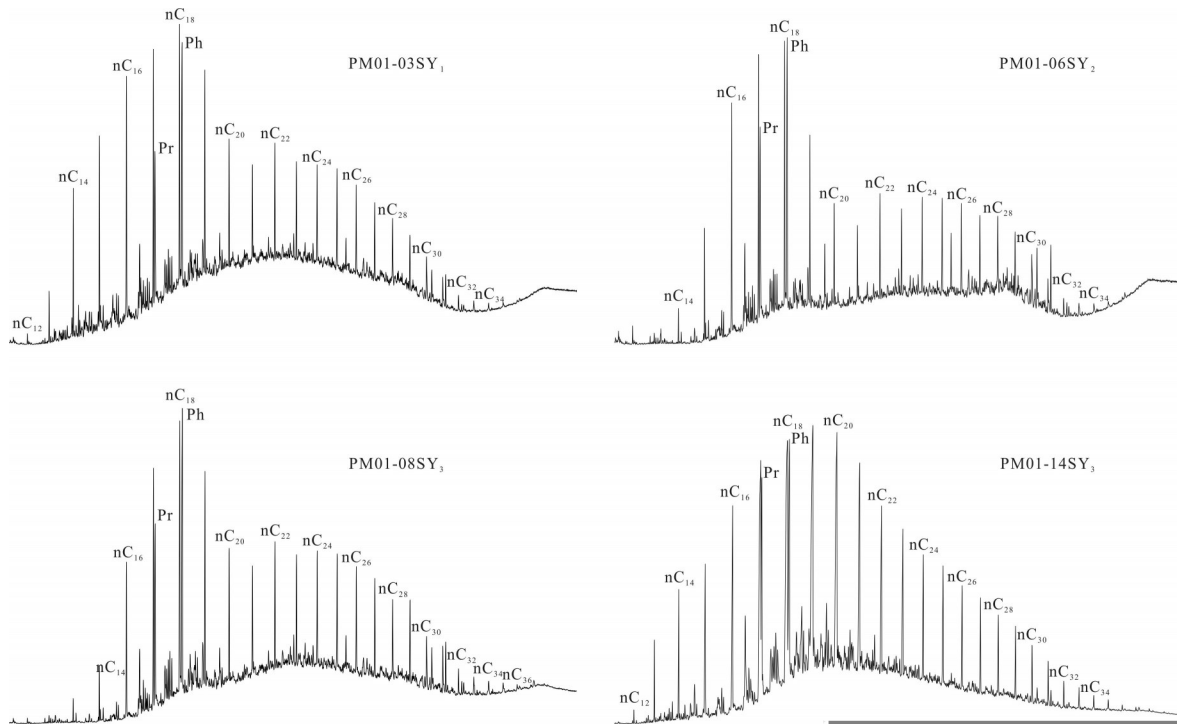 nC₁₈
Ph
nC₁₆
PM01-03SY₁
Pr
nC₂₀
nC₂₂
nC₁₄
nC₂₄
nC₂₆
nC₂₈
nC₃₀
nC₃₂
nC₃₄
nC₁₂
nC₁₈
Ph
PM01-06SY₂
nC₁₆
Pr
nC₂₀
nC₂₂
nC₂₄
nC₂₆
nC₂₈
nC₃₀
nC₁₄
nC₃₂
nC₃₄
nC₁₈
Ph
PM01-08SY₃
Pr
nC₁₆
nC₂₀
nC₂₂
nC₂₄
nC₂₆
nC₂₈
nC₃₀
nC₁₄
nC₃₂
nC₃₄
nC₃₆
nC₁₈
Ph
nC₂₀
PM01-14SY₃
Pr
nC₁₆
nC₂₂
nC₂₄
nC₁₄
nC₂₆
nC₂₈
nC₃₀
nC₃₂
nC₁₂
nC₃₄